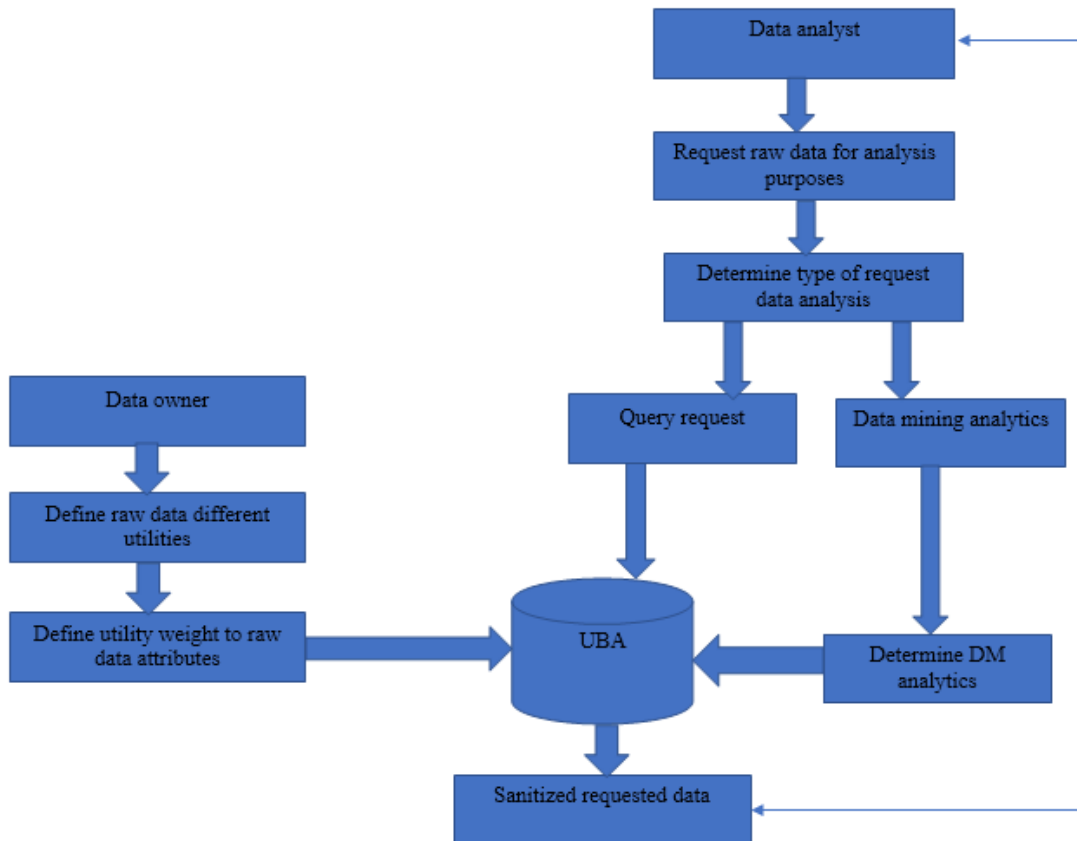 Data analyst
Request raw data for analysis
purposes
Determine type of request
data analysis
Data owner
Query request
Data mining analytics
Define raw data different
utilities
Define utility weight to raw
data attributes
UBA
Determine DM
analytics
Sanitized requested data